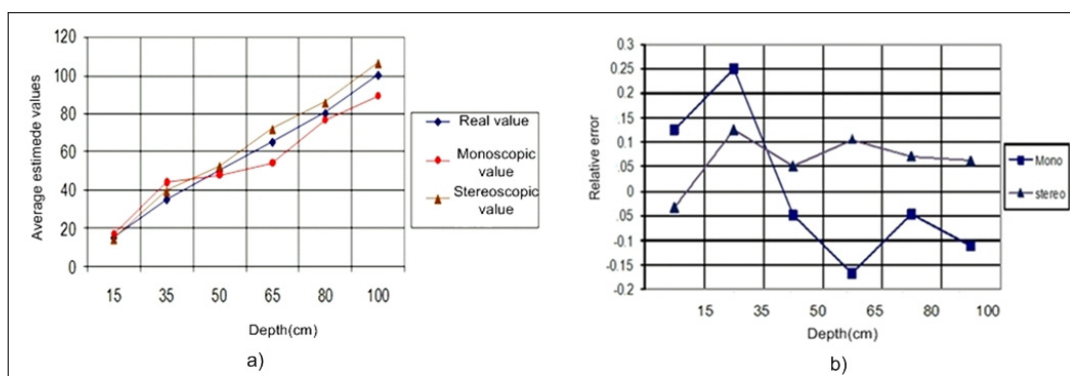 Average estimede values
120
100
80
60
40
20
0
15 35 50 65 80 100
Depth(cm)
Real value
Monoscopic
value
Stereoscopic
value
a)
Relative error
0.3
0.25
0.2
0.15
0.1
0.05
0
0.05
-0.1
-0.15
-0.2
15 35 50 65 80 100
Depth(cm)
Mono
stereo
b)